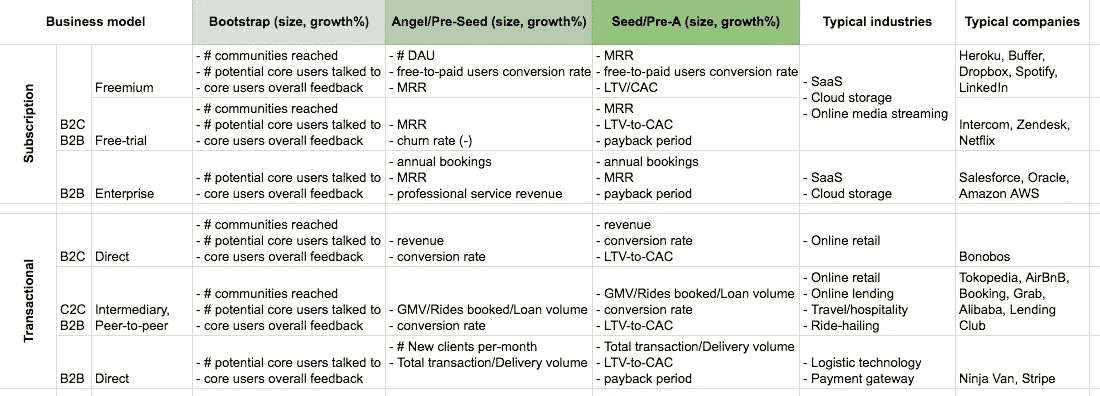 Business model
Bootstrap (size, growth%)
Angel/Pre-Seed (size, growth%)
Seed/Pre-A (size, growth%)
Typical industries
Typical companies
Subscription
B2C
B2B
Freemium
- # communities reached
- # potential core users talked to
- core users overall feedback
- # DAU
- free-to-paid users conversion rate
- MRR
- MRR
- free-to-paid users conversion rate
- LTV/CAC
- SaaS
- Cloud storage
- Online media streaming
Heroku, Buffer,
Dropbox, Spotify,
Linked!n
Free-trial
- # communities reached
- # potential core users talked to
- core users overall feedback
- MRR
- churn rate (-)
- MRR
- LTV-to-CAC
- payback period
Intercom, Zendesk,
Netflix
B2B
Enterprise
- # potential core users talked to
- core users overall feedback
- annual bookings
- MRR
- professional service revenue
- annual bookings
- MRR
- payback period
- SaaS
- Cloud storage
Salesforce, Oracle,
Amazon AWS
Transactional
B2C
Direct
- # communities reached
- # potential core users talked to
- core users overall feedback
- revenue
- conversion rate
- revenue
- conversion rate
- LTV-to-CAC
- Online retail
Bonobos
C2C
B2B
Intermediary,
Peer-to-peer
- # communities reached
- # potential core users talked to
- core users overall feedback
- GMV/Rides booked/Loan volume
- conversion rate
- GMV/Rides booked/Loan volume
- conversion rate
- LTV-to-CAC
- Online retail
- Online lending
- Travel/hospitality
- Ride-hailing
Tokopedia, AirBnB,
Booking, Grab,
Alibaba, Lending
Club
B2B
Direct
- # potential core users talked to
- core users overall feedback
- # New clients per-month
- Total transaction/Delivery volume
- Total transaction/Delivery volume
- LTV-to-CAC
- payback period
- Logistic technology
- Payment gateway
Ninja Van, Stripe